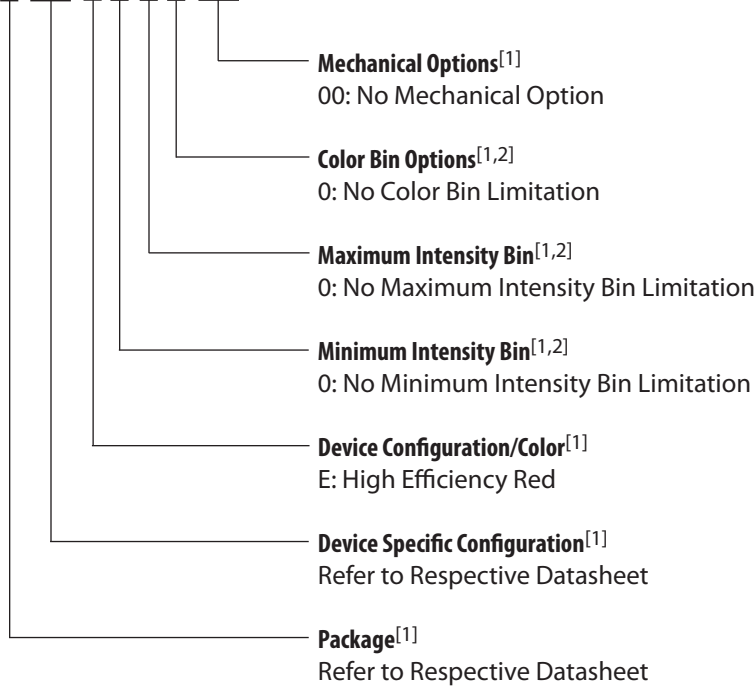 Mechanical Options[1]
00: No Mechanical Option
Color Bin Options[1,2]
0: No Color Bin Limitation
Maximum Intensity Bin[1,2]
0: No Maximum Intensity Bin Limitation
Minimum Intensity Bin[1,2]
0: No Minimum Intensity Bin Limitation
Device Configuration/Color[1]
E: High Efficiency Red
Device Specific Configuration[1]
Refer to Respective Datasheet
Package[1]
Refer to Respective Datasheet